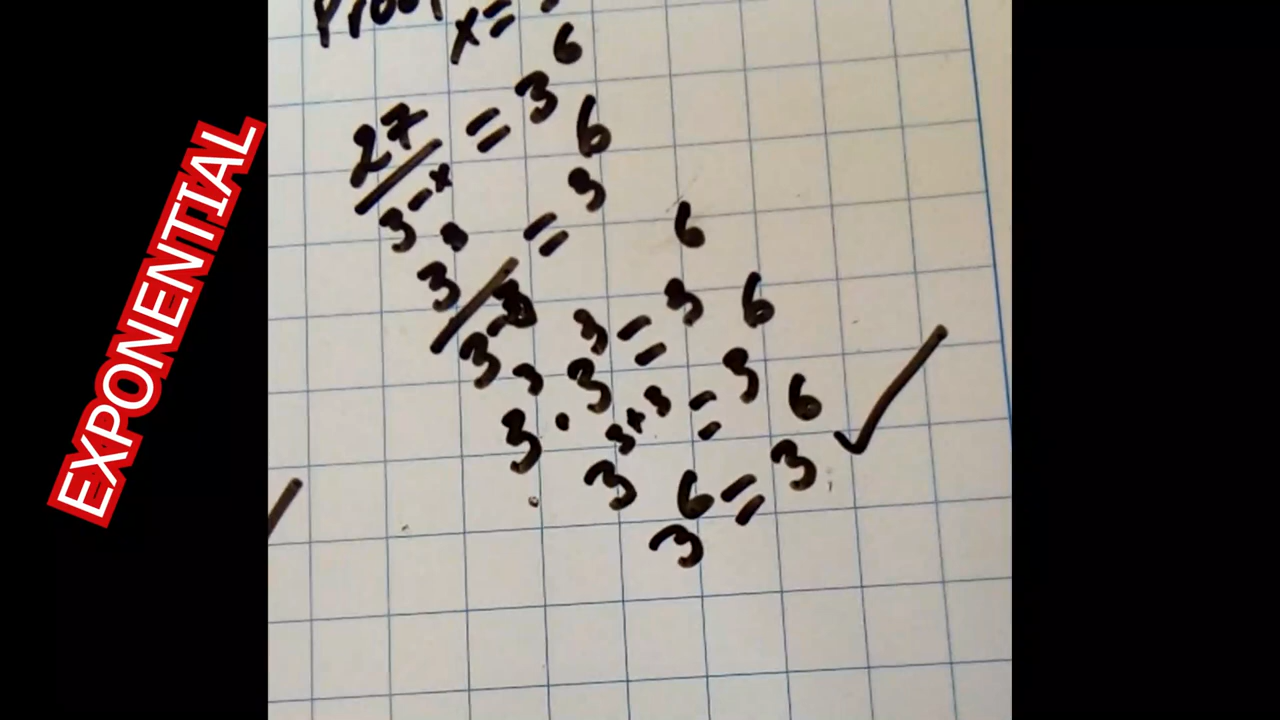 EXPONENTIAL
Proof
x=
27/3^-x = 3^6
3^3/3^-3 = 3^6
3^3 · 3^3 = 3^6
3^3+3 = 3^6
3^6 = 3^6 ✓